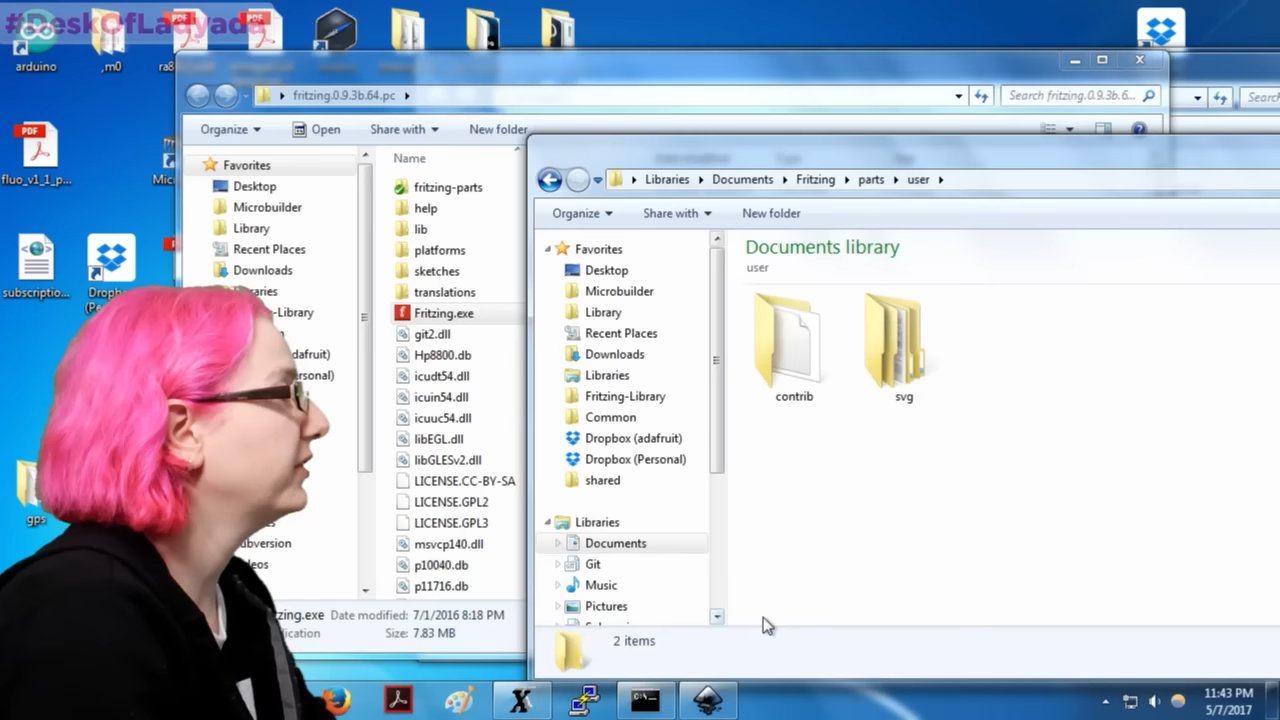 #DeskOfLadyada
arduino
,m0
PDF
fluo_v1_1_p...
subscriptio...
gps
fritzing.0.9.3b.64.pc
Search fritzing.0.9.3b.6...
Search
Organize
Open
Share with
New folder
Favorites
Desktop
Microbuilder
Library
Recent Places
Downloads
Name
fritzing-parts
help
lib
platforms
sketches
translations
Fritzing.exe
git2.dll
Hp8800.db
icudt54.dll
icuin54.dll
icuuc54.dll
libEGL.dll
libGLESv2.dll
LICENSE.CC-BY-SA
LICENSE.GPL2
LICENSE.GPL3
msvcp140.dll
p10040.db
p11716.db
Date modified: 7/1/2016 8:18 PM
Size: 7.83 MB
Libraries
Documents
Fritzing
parts
user
Organize
Share with
New folder
Favorites
Desktop
Microbuilder
Library
Recent Places
Downloads
Libraries
Fritzing-Library
Common
Dropbox (adafruit)
Dropbox (Personal)
shared
Libraries
Documents
Git
Music
Pictures
Documents library
user
contrib
svg
2 items
11:43 PM
5/7/2017